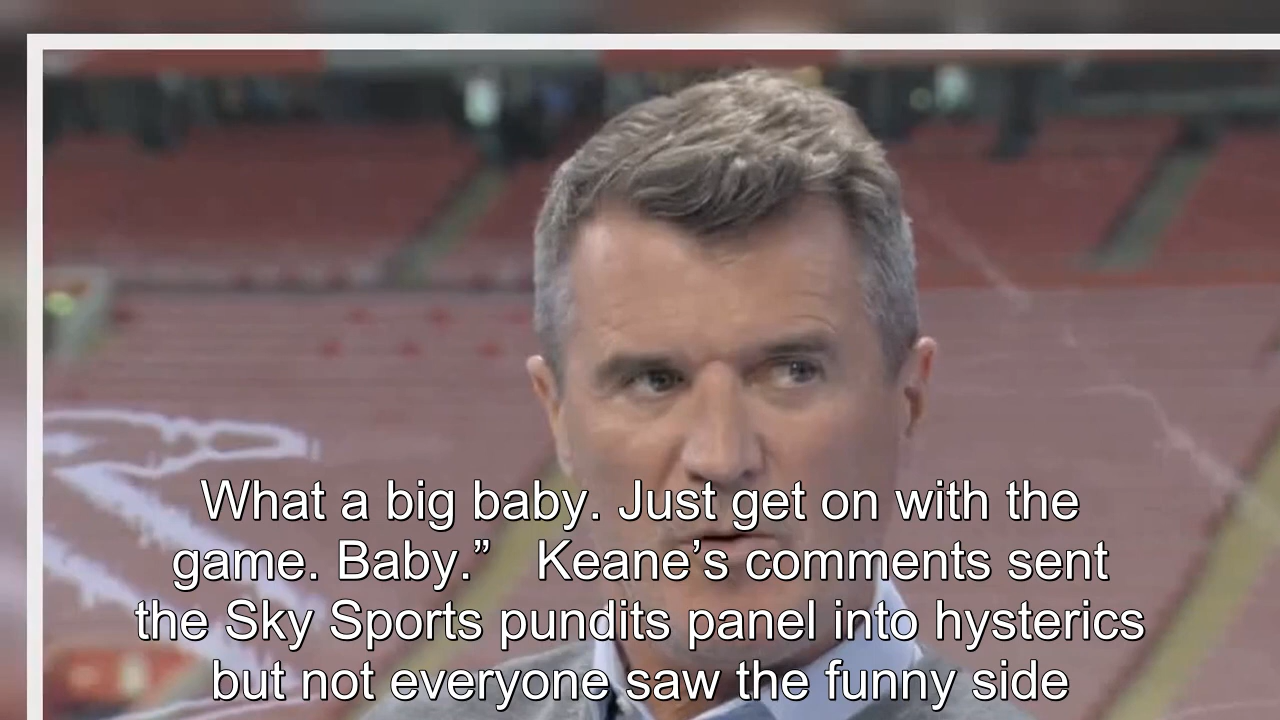 What a big baby. Just get on with the
game. Baby.”   Keane’s comments sent
the Sky Sports pundits panel into hysterics
but not everyone saw the funny side